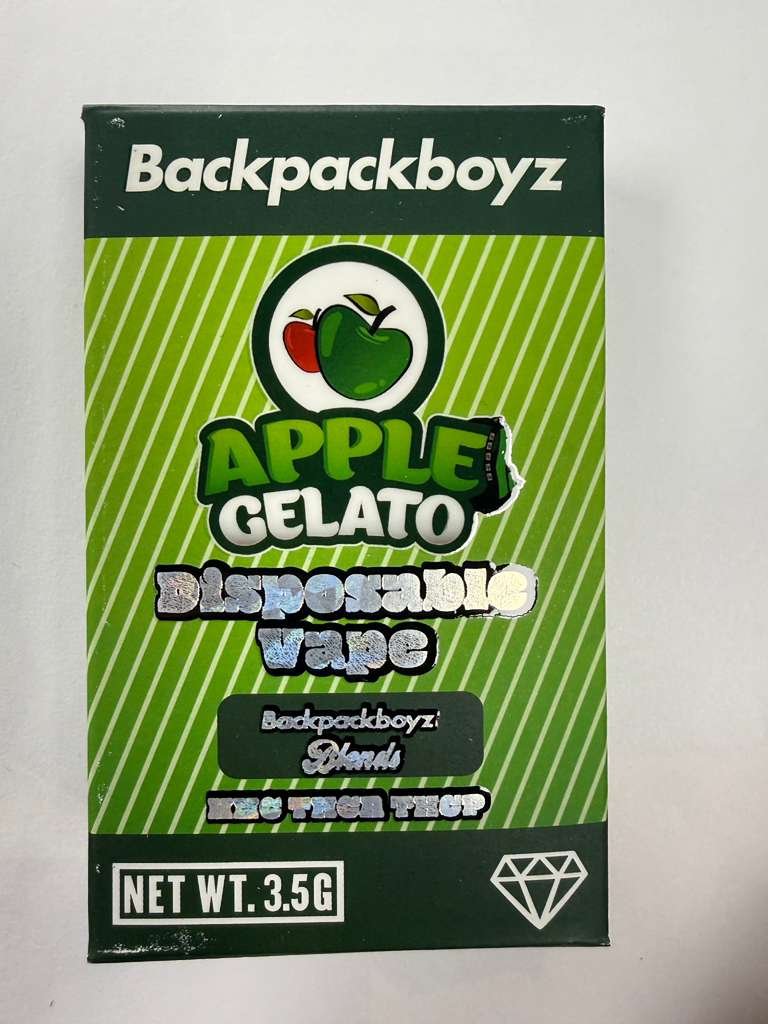 Backpackboyz
APPLE
GELATO
Disposable
Vape
Backpackboyz
Blends
HHC THCA THCP
NET WT. 3.5G